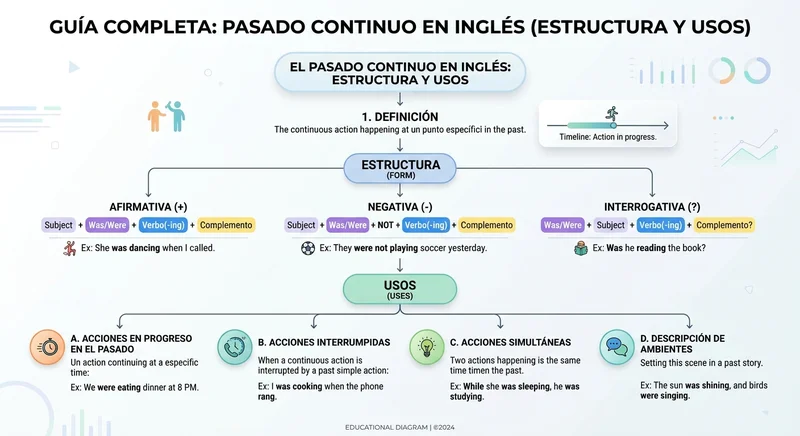 GUÍA COMPLETA: PASADO CONTINUO EN INGLÉS (ESTRUCTURA Y USOS)
EL PASADO CONTINUO EN INGLÉS:
ESTRUCTURA Y USOS
1. DEFINICIÓN
The continuous action happening at un punto específici in the past.
Timeline: Action in progress.
ESTRUCTURA
(FORM)
AFIRMATIVA (+)
Subject + Was/Were + Verbo(-ing) + Complemento
Ex: She was dancing when I called.
NEGATIVA (-)
Subject + Was/Were + NOT + Verbo(-ing) + Complemento
Ex: They were not playing soccer yesterday.
INTERROGATIVA (?)
Was/Were + Subject + Verbo(-ing) + Complemento?
Ex: Was he reading the book?
USOS
(USES)
A. ACCIONES EN PROGRESO
EN EL PASADO
Un action continuing at a especific
time:
Ex: We were eating dinner at 8 PM.
B. ACCIONES INTERRUMPIDAS
When a continuous action is
interrupted by a past simple action:
Ex: I was cooking when the phone
rang.
C. ACCIONES SIMULTÁNEAS
Two actions happening is the same
time timen the past.
Ex: While she was sleeping, he was
studying.
D. DESCRIPCIÓN DE
AMBIENTES
Setting this scene in a past story.
Ex: The sun was shining, and birds
were singing.
EDUCATIONAL DIAGRAM | ©2024